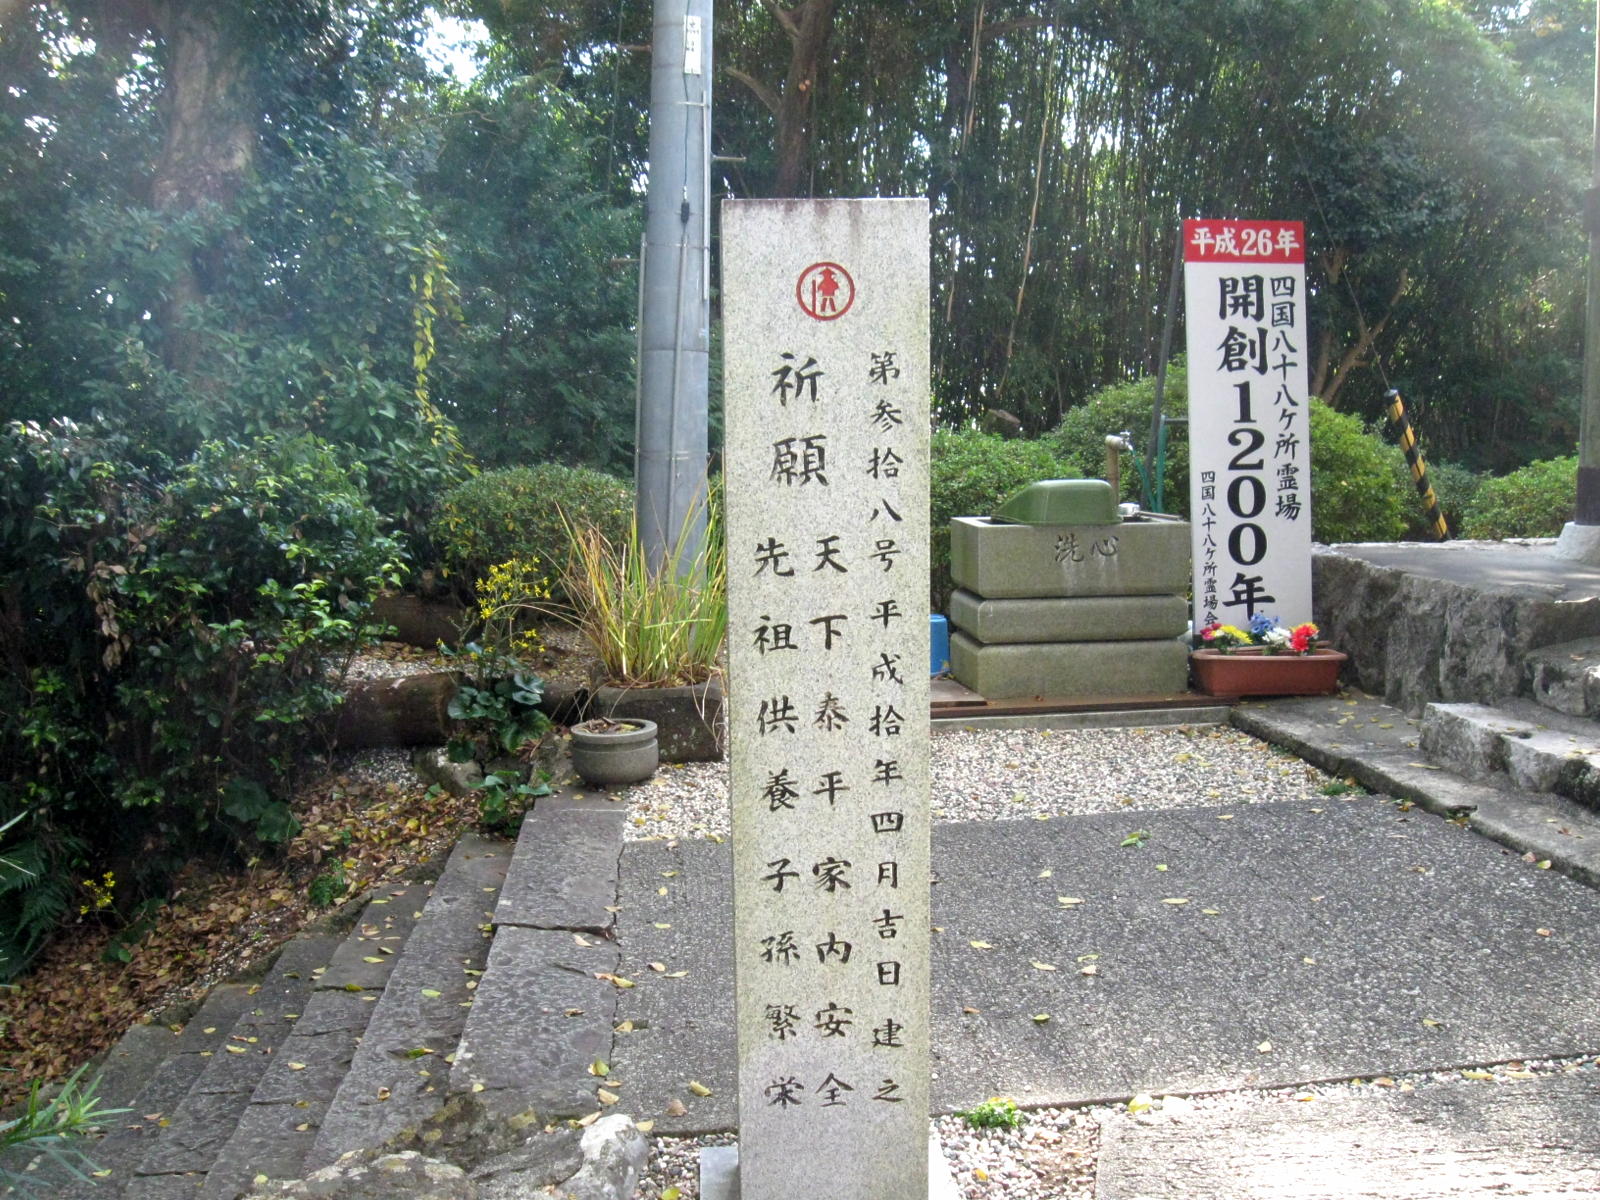 第参拾八号 平成拾年四月吉日建之
祈願
天下泰平 家内安全
先祖供養 子孫繁栄
洗心
平成26年
四国八十八ヶ所霊場
開創1200年
四国八十八ヶ所霊場会